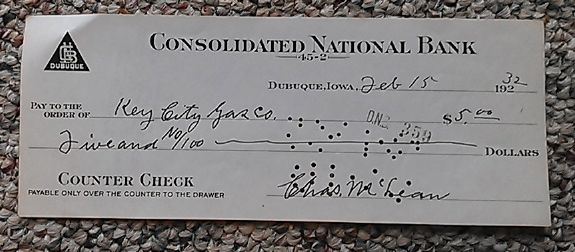 CNB
DUBUQUE
CONSOLIDATED NATIONAL BANK
45-2
DUBUQUE, IOWA, Feb 15 1932
PAY TO THE
ORDER OF Key City Gas Co. $5.00
Five and No/100 DOLLARS
COUNTER CHECK
PAYABLE ONLY OVER THE COUNTER TO THE DRAWER
Chas. McLean